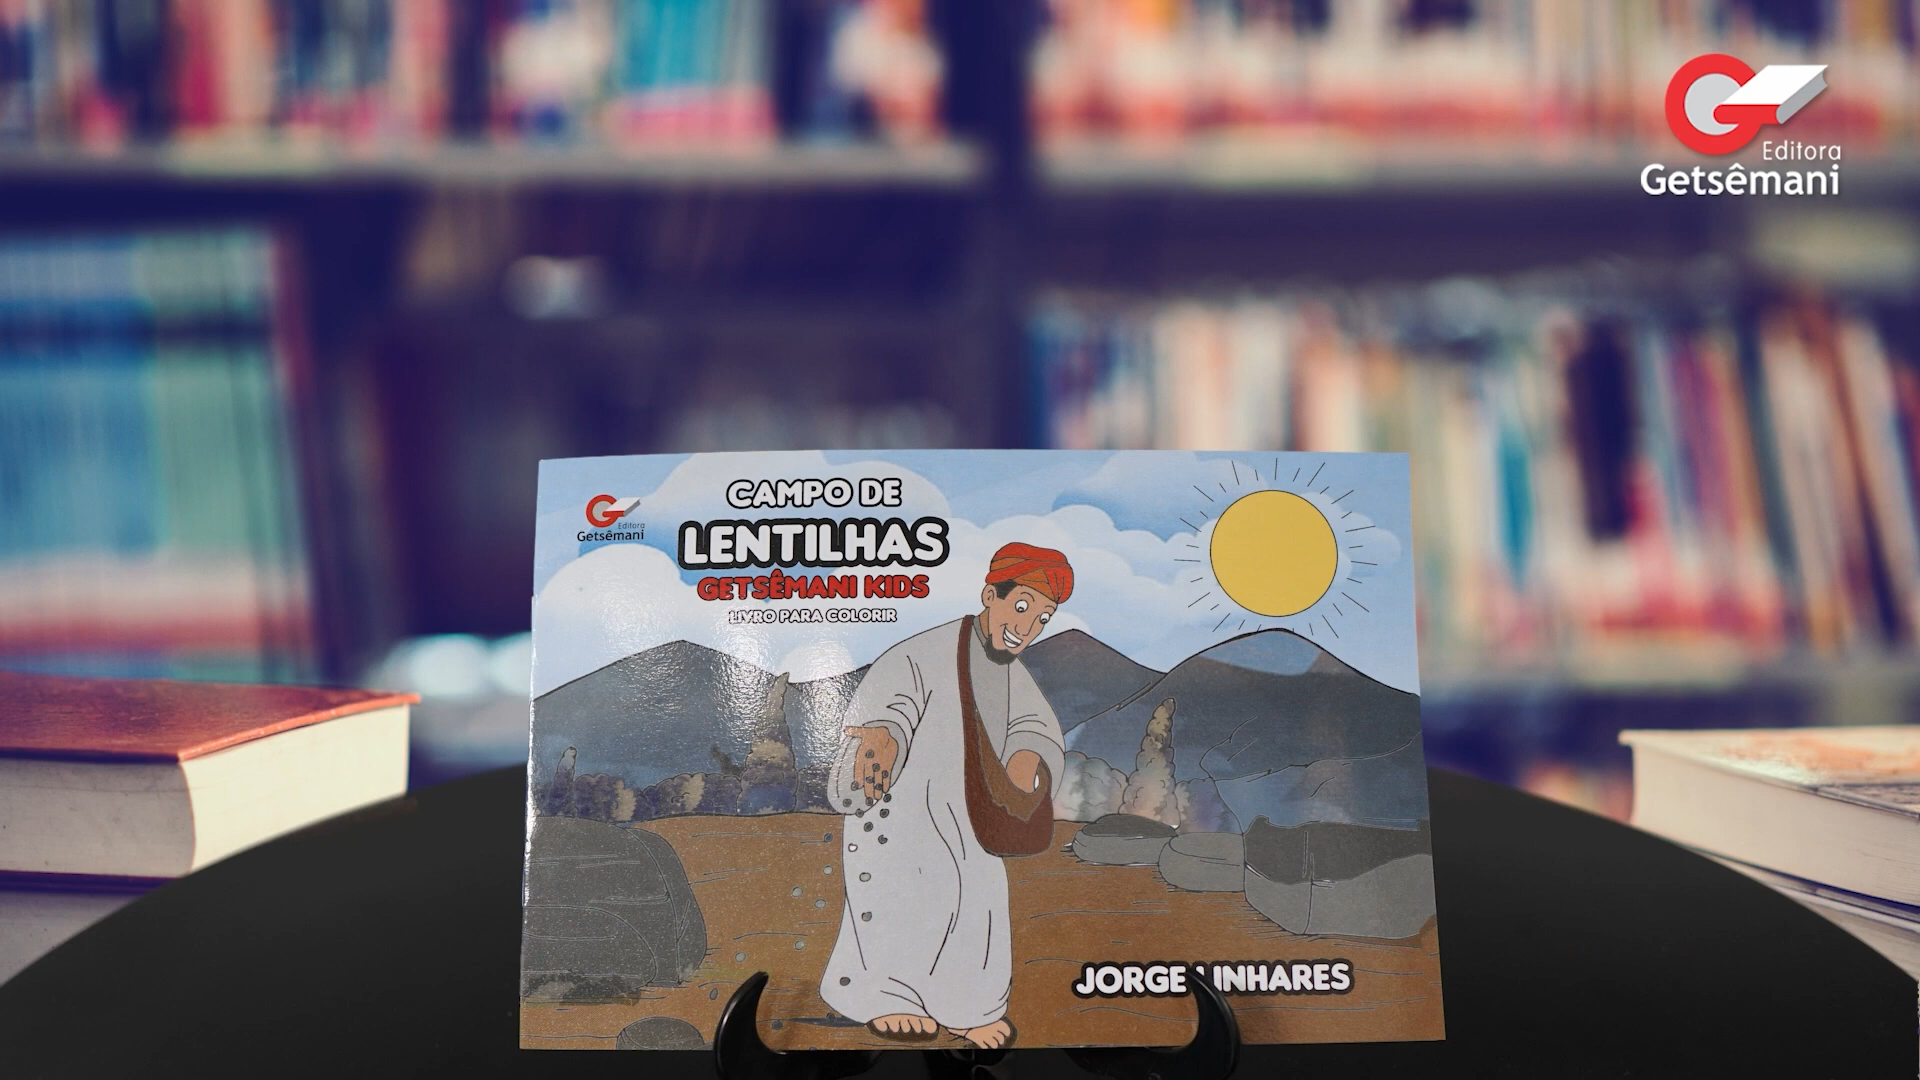 Editora
Getsêmani
CAMPO DE
LENTILHAS
GETSÊMANI KIDS
LIVRO PARA COLORIR
Editora
Getsêmani
JORGE LINHARES